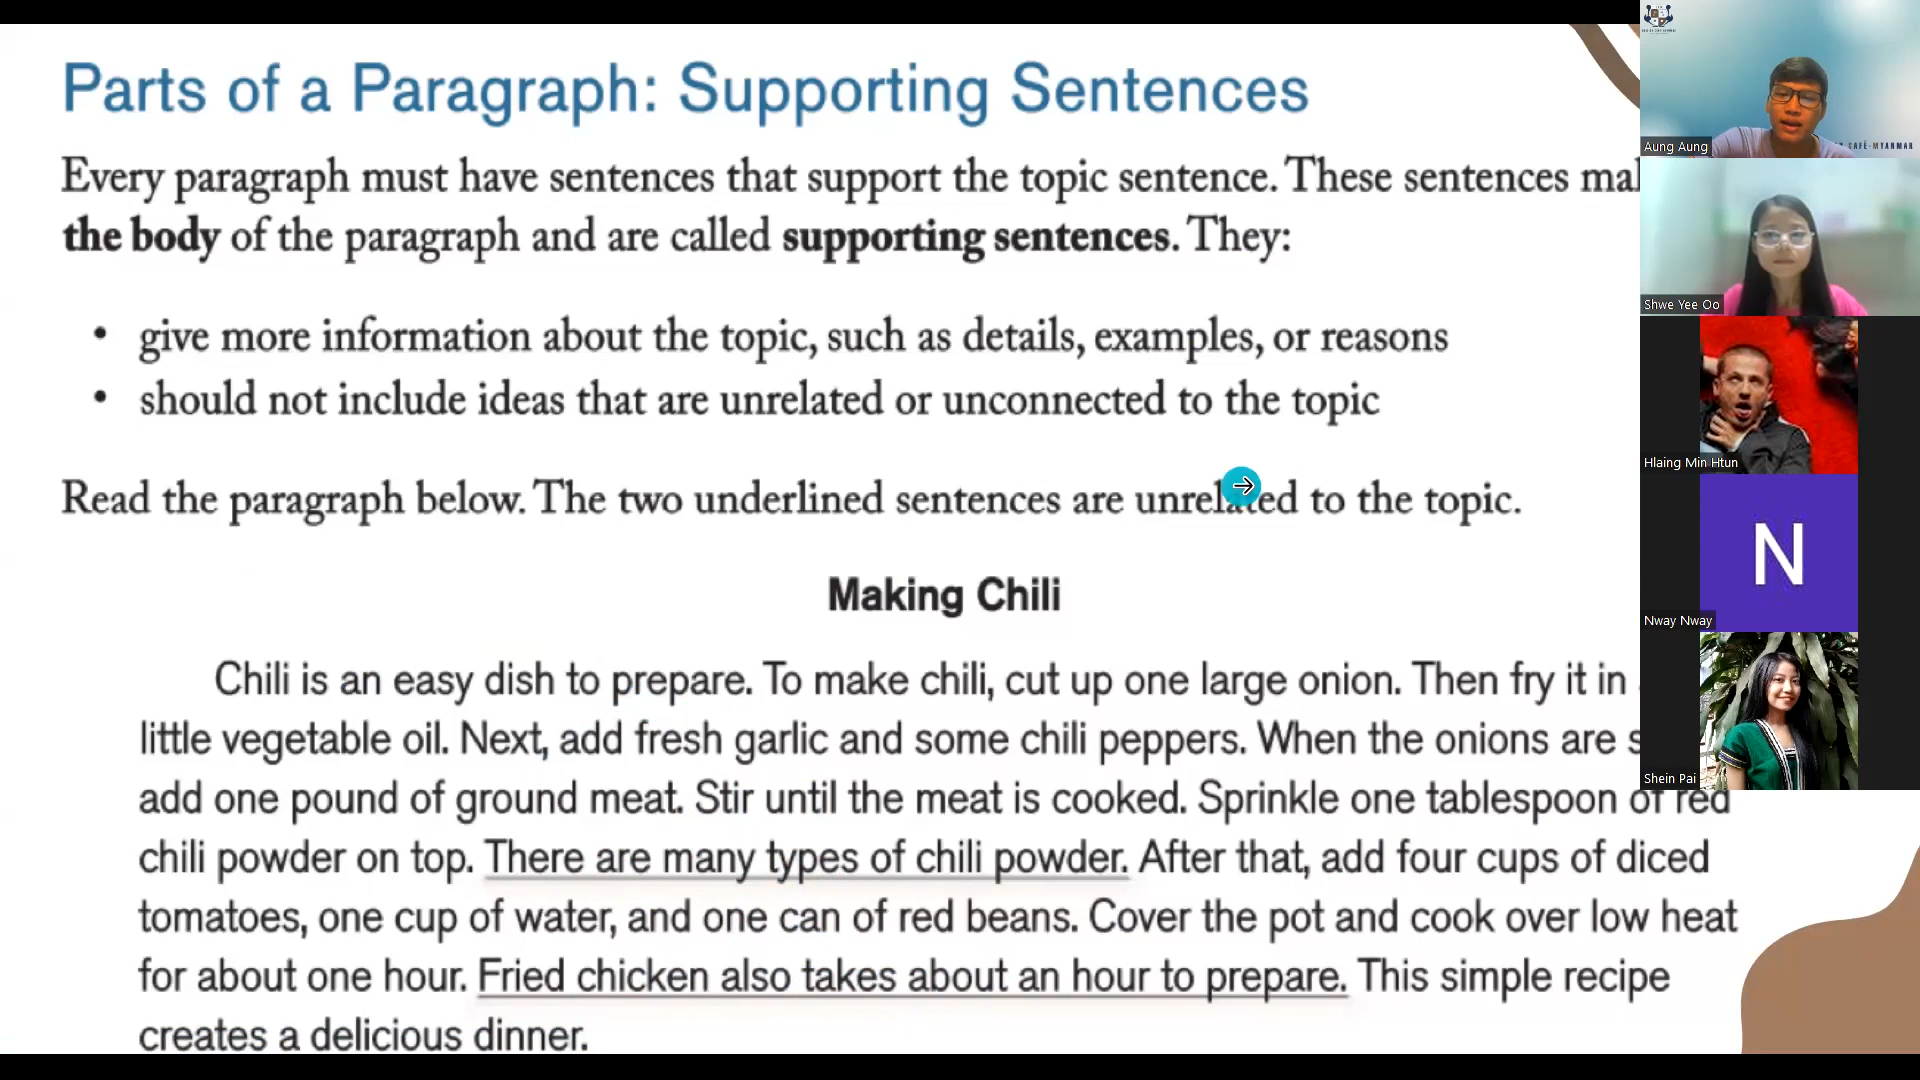 Parts of a Paragraph: Supporting Sentences
Every paragraph must have sentences that support the topic sentence. These sentences
the body of the paragraph and are called supporting sentences. They:
• give more information about the topic, such as details, examples, or reasons
• should not include ideas that are unrelated or unconnected to the topic
Read the paragraph below. The two underlined sentences are unrelated to the topic.
Making Chili
Chili is an easy dish to prepare. To make chili, cut up one large onion. Then fry it in
little vegetable oil. Next, add fresh garlic and some chili peppers. When the onions are
add one pound of ground meat. Stir until the meat is cooked. Sprinkle one tablespoon of red
chili powder on top. There are many types of chili powder. After that, add four cups of diced
tomatoes, one cup of water, and one can of red beans. Cover the pot and cook over low heat
for about one hour. Fried chicken also takes about an hour to prepare. This simple recipe
creates a delicious dinner.
Aung Aung
CAFÉ-MYANMAR
Shwe Yee Oo
Hlaing Min Htun
N
Nway Nway
Shein Pai